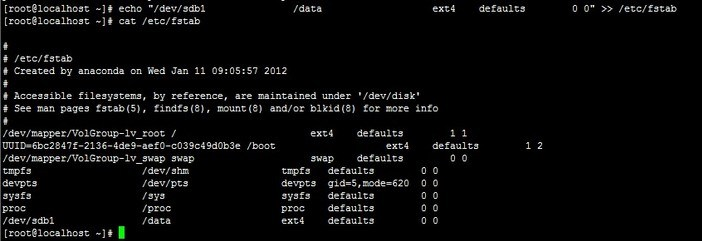 [root@localhost ~]# echo "/dev/sdb1               /data                   ext4    defaults        0 0" >> /etc/fstab
[root@localhost ~]# cat /etc/fstab

#
# /etc/fstab
# Created by anaconda on Wed Jan 11 09:05:57 2012
#
# Accessible filesystems, by reference, are maintained under '/dev/disk'
# See man pages fstab(5), findfs(8), mount(8) and/or blkid(8) for more info
#
/dev/mapper/VolGroup-lv_root /                       ext4    defaults        1 1
UUID=6bc2847f-2136-4de9-aef0-c039c49d0b3e /boot                   ext4    defaults        1 2
/dev/mapper/VolGroup-lv_swap swap                    swap    defaults        0 0
tmpfs                   /dev/shm                tmpfs   defaults        0 0
devpts                  /dev/pts                devpts  gid=5,mode=620  0 0
sysfs                   /sys                    sysfs   defaults        0 0
proc                    /proc                   proc    defaults        0 0
/dev/sdb1               /data                   ext4    defaults        0 0
[root@localhost ~]#